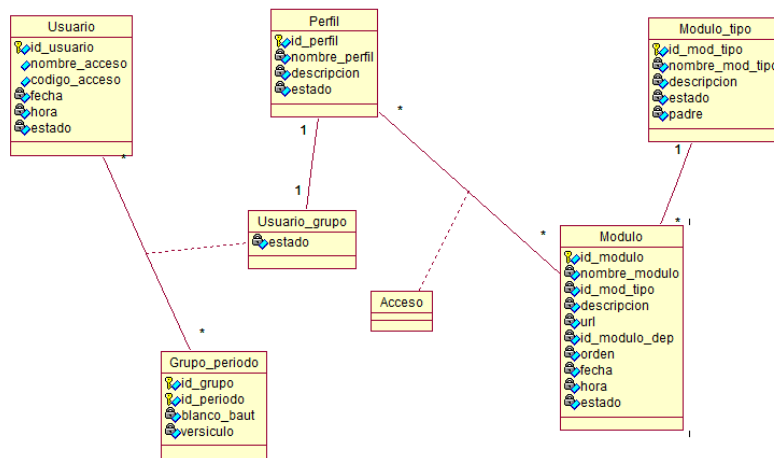 Usuario
id_usuario
nombre_acceso
codigo_acceso
fecha
hora
estado
*
Perfil
id_perfil
nombre_perfil
descripcion
estado
1
*
Modulo_tipo
id_mod_tipo
nombre_mod_tipo
descripcion
estado
padre
1
1
Usuario_grupo
estado
*
*
Modulo
id_modulo
nombre_modulo
id_mod_tipo
descripcion
url
id_modulo_dep
orden
fecha
hora
estado
Acceso
*
Grupo_periodo
id_grupo
id_periodo
blanco_baut
versiculo